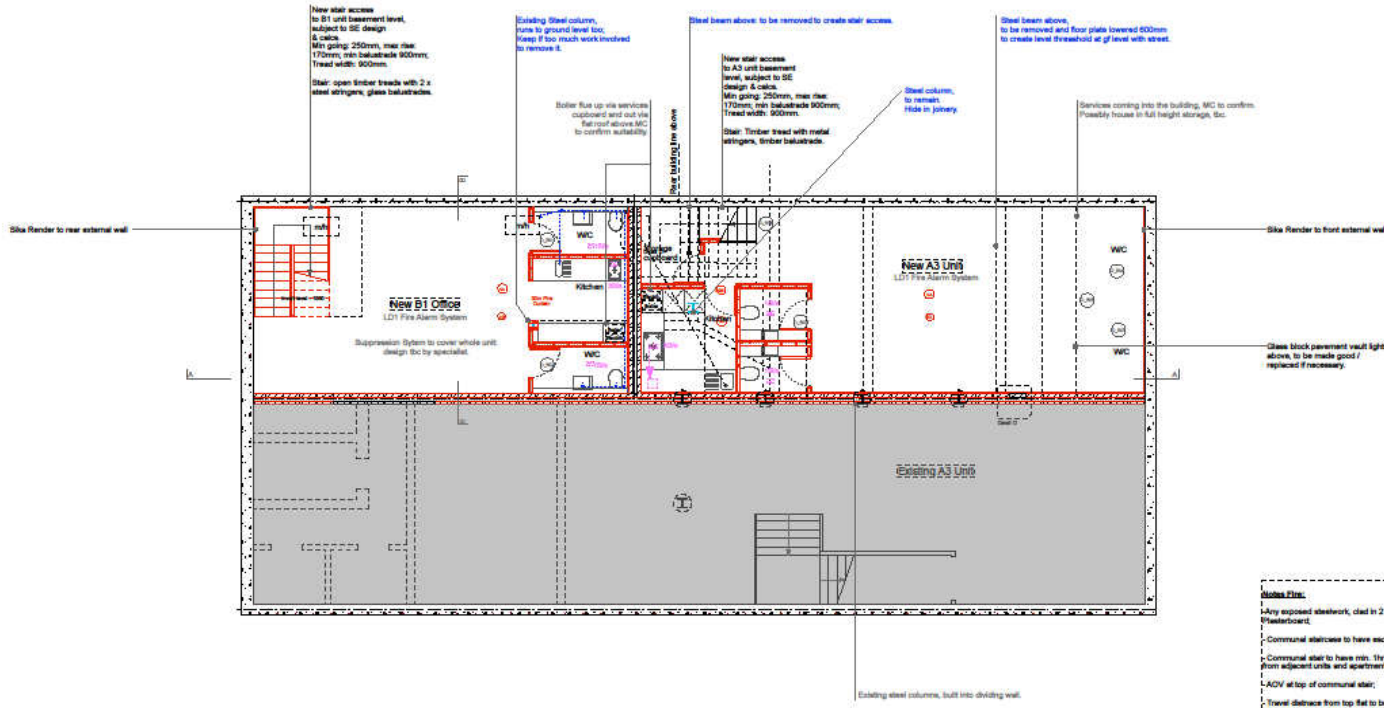 New stair access
to B1 unit basement level,
subject to SE design
& calcs.
Min going: 250mm, max rise:
170mm; min balustrade 900mm;
Tread width: 900mm.
Stair: open timber treads with 2 x
steel stringers; glass balustrades.
Existing Steel column,
runs to ground level too;
Keep if too much work involved
to remove it.
Steel beam above: to be removed to create stair access.
Steel beam above,
to be removed and floor plate lowered 600mm
to create level threashold at gf level with street.
New stair access
to A3 unit basement
level, subject to SE
design & calcs.
Min going: 250mm, max rise:
170mm; min balustrade 900mm;
Tread width: 900mm.
Stair: Timber tread with metal
stringers, timber balustrade.
Boiler flue up via services
cupboard and out via
flat roof above.MC
to confirm suitability
Rear building line above
Steel column,
to remain.
Hide in joinery.
Services coming into the building, MC to confirm.
Possibly house in full height storage, tbc.
Sika Render to rear external wall
Sika Render to front external wal
m/h
m/h
W/C
cupboard
Kitchen
Kitchen
W/C
New B1 Office
LD1 Fire Alarm System
Suppression Sytem to cover whole unit:
design tbc by specialist.
New A3 Unit
LD1 Fire Alarm System
W/C
W/C
Glass block pavement vault light
above, to be made good /
replaced if necessary.
A
A
Existing A3 Unit
Existing steel columns, built into dividing wall.
Notes Fire:
-Any exposed steelwork, clad in 2
Plasterboard;
- Communal staircase to have esc
- Communal stair to have min. 1hr
from adjacent units and apartmen
- AOV at top of communal stair;
- Travel distnace from top flat to b